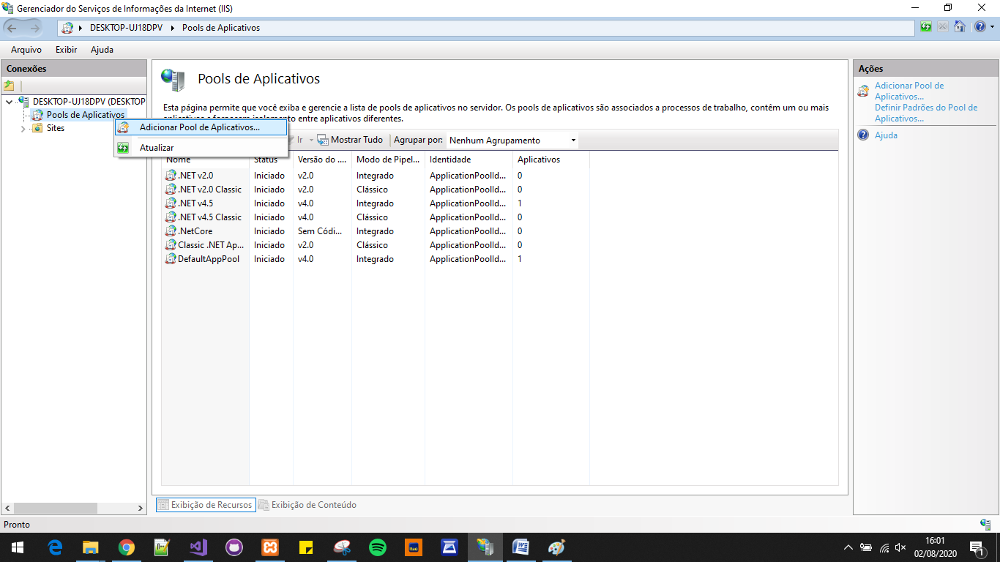 Gerenciador do Serviços de Informações da Internet (IIS)
DESKTOP-UJ18DPV
Pools de Aplicativos
Arquivo Exibir Ajuda
Conexões
DESKTOP-UJ18DPV (DESKTOP
Pools de Aplicativos
Sites
Adicionar Pool de Aplicativos...
Atualizar
Pools de Aplicativos
Esta página permite que você exiba e gerencie a lista de pools de aplicativos no servidor. Os pools de aplicativos são associados a processos de trabalho, contêm um ou mais
aplicativos e fornecem isolamento entre aplicativos diferentes.
Ir Mostrar Tudo Agrupar por: Nenhum Agrupamento
Nome Status Versão do .... Modo de Pipel... Identidade Aplicativos
.NET v2.0 Iniciado v2.0 Integrado ApplicationPoolId... 0
.NET v2.0 Classic Iniciado v2.0 Clássico ApplicationPoolId... 0
.NET v4.5 Iniciado v4.0 Integrado ApplicationPoolId... 1
.NET v4.5 Classic Iniciado v4.0 Clássico ApplicationPoolId... 0
.NetCore Iniciado Sem Códi... Integrado ApplicationPoolId... 0
Classic .NET Ap... Iniciado v2.0 Clássico ApplicationPoolId... 0
DefaultAppPool Iniciado v4.0 Integrado ApplicationPoolId... 1
Exibição de Recursos Exibição de Conteúdo
Ações
Adicionar Pool de
Aplicativos...
Definir Padrões do Pool de
Aplicativos...
Ajuda
Pronto
16:01
02/08/2020
1